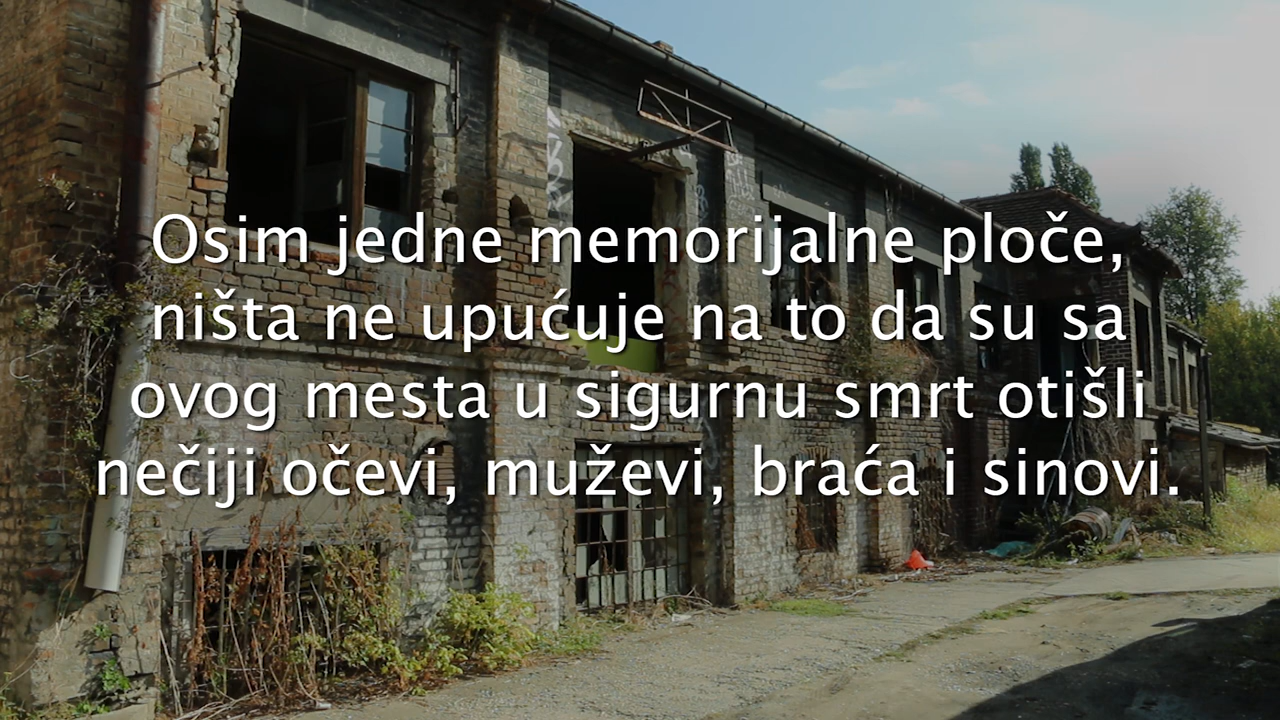 Osim jedne memorijalne ploče,
ništa ne upućuje na to da su sa
ovog mesta u sigurnu smrt otišli
nečiji očevi, muževi, braća i sinovi.